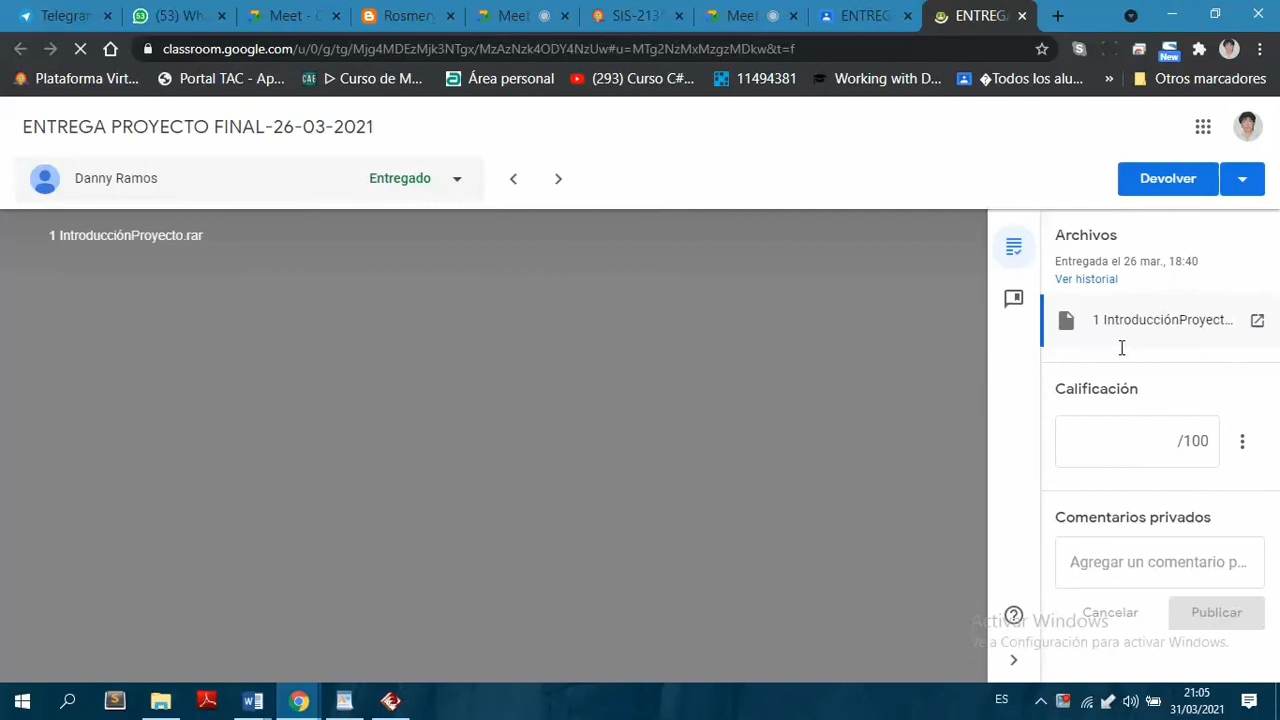 Telegram
(53) Wh
Meet - C
Rosmer
Meet
SIS-213
Meet
ENTREG
ENTREGA
classroom.google.com/u/0/g/tg/Mjg4MDEzMjk3NTgx/MzAzNzk4ODY4NzUw#u=MTg2NzMxMzgzMDkw&t=f
New
Plataforma Virt...
Portal TAC - Ap...
▷ Curso de M...
Área personal
(293) Curso C#...
11494381
Working with D...
�Todos los alu...
»
Otros marcadores
ENTREGA PROYECTO FINAL-26-03-2021
Danny Ramos
Entregado
Devolver
1 IntroducciónProyecto.rar
Archivos
Entregada el 26 mar., 18:40
Ver historial
1 IntroducciónProyect...
Calificación
/100
Comentarios privados
Agregar un comentario p...
Cancelar
Publicar
Activar Windows
Ve a Configuración para activar Windows.
ES
21:05
31/03/2021